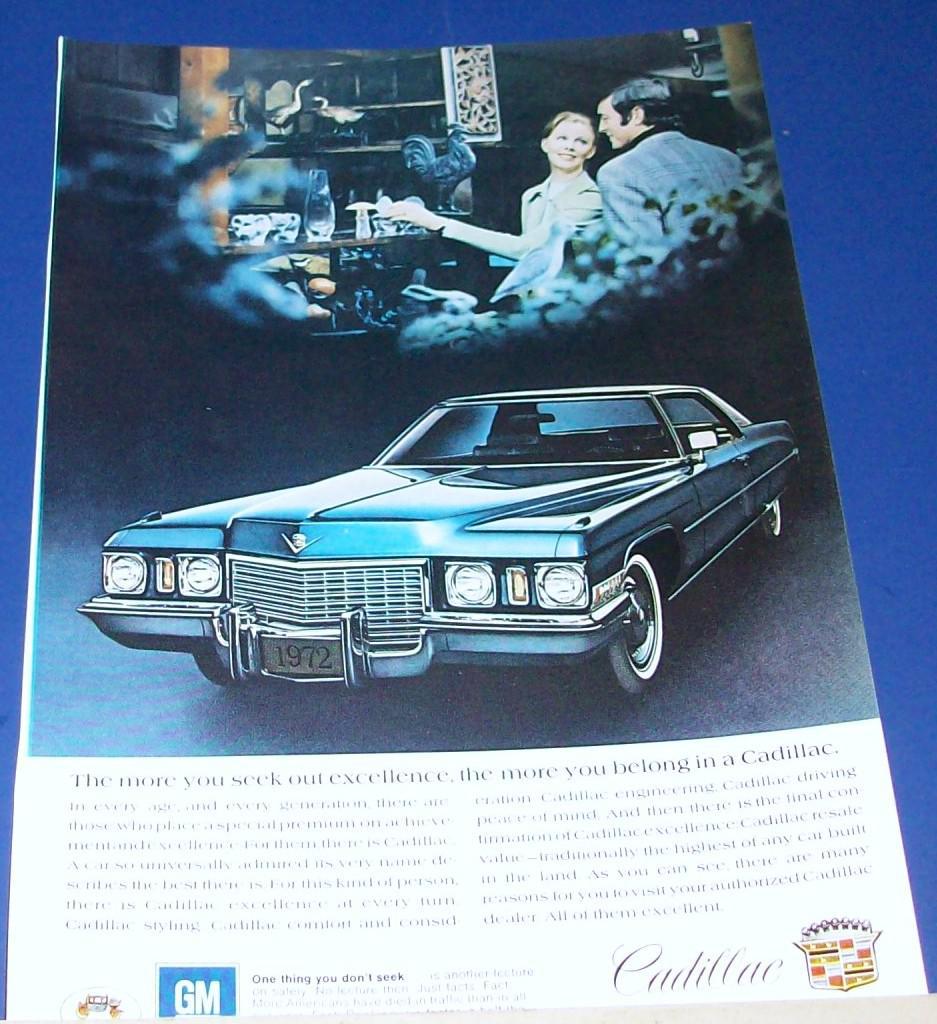 1972
The more you seek out excellence, the more you belong in a Cadillac.
In every age, and every generation, there are
those who place a special premium on achieve-
ment and excellence. For them there is Cadillac.
A car so universally admired its very name de-
scribes the best there is. For this kind of person,
there is Cadillac excellence at every turn.
Cadillac styling. Cadillac comfort and consid-
eration. Cadillac engineering. Cadillac driving
peace of mind. And then there is the final con-
firmation of Cadillac excellence: Cadillac resale
value—traditionally the highest of any car built
in the land. As you can see, there are many
reasons for you to visit your authorized Cadillac
dealer. All of them excellent.
GM
One thing you don't seek is another lecture
on safety. No lecture then. Just facts. Fact:
More Americans have died in traffic than in all
Cadillac